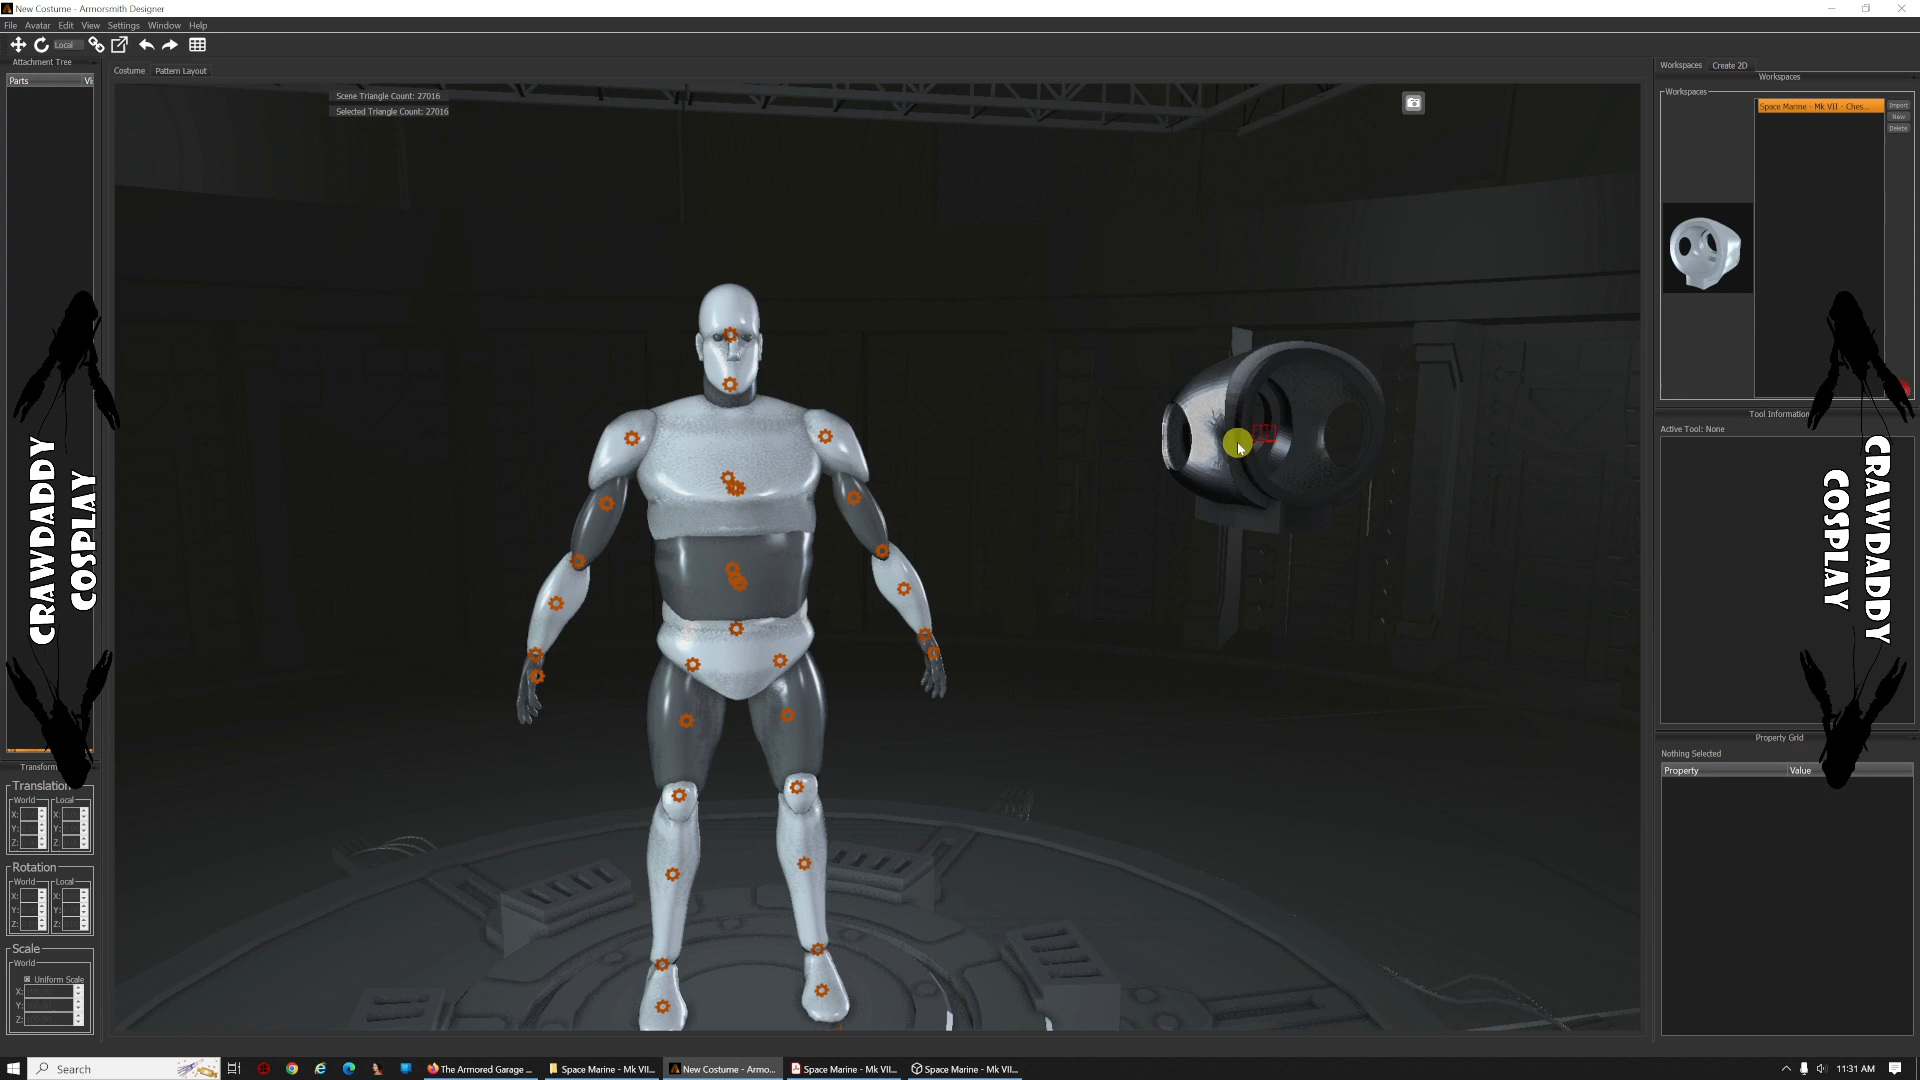 New Costume - Armorsmith Designer
File Avatar Edit View Settings Window Help
Local
Attachment Tree
Parts Vi
Costume Pattern Layout
Scene Triangle Count: 27016
Selected Triangle Count: 27016
Workspaces Create 2D
Workspaces
Workspaces
Space Marine - Mk VII - Ches...
Import
New
Delete
Tool Information
Active Tool: None
Property Grid
Nothing Selected
Property Value
CRAWDADDY
COSPLAY
CRAWDADDY
COSPLAY
Transform
Translation
World Local
X: X:
Y: Y:
Z: Z:
Rotation
World Local
X: X:
Y: Y:
Z: Z:
Scale
World
Uniform Scale
X:
Y:
Z:
Search
The Armored Garage ...
Space Marine - Mk VII...
New Costume - Armo...
Space Marine - Mk VII...
Space Marine - Mk VII...
11:31 AM